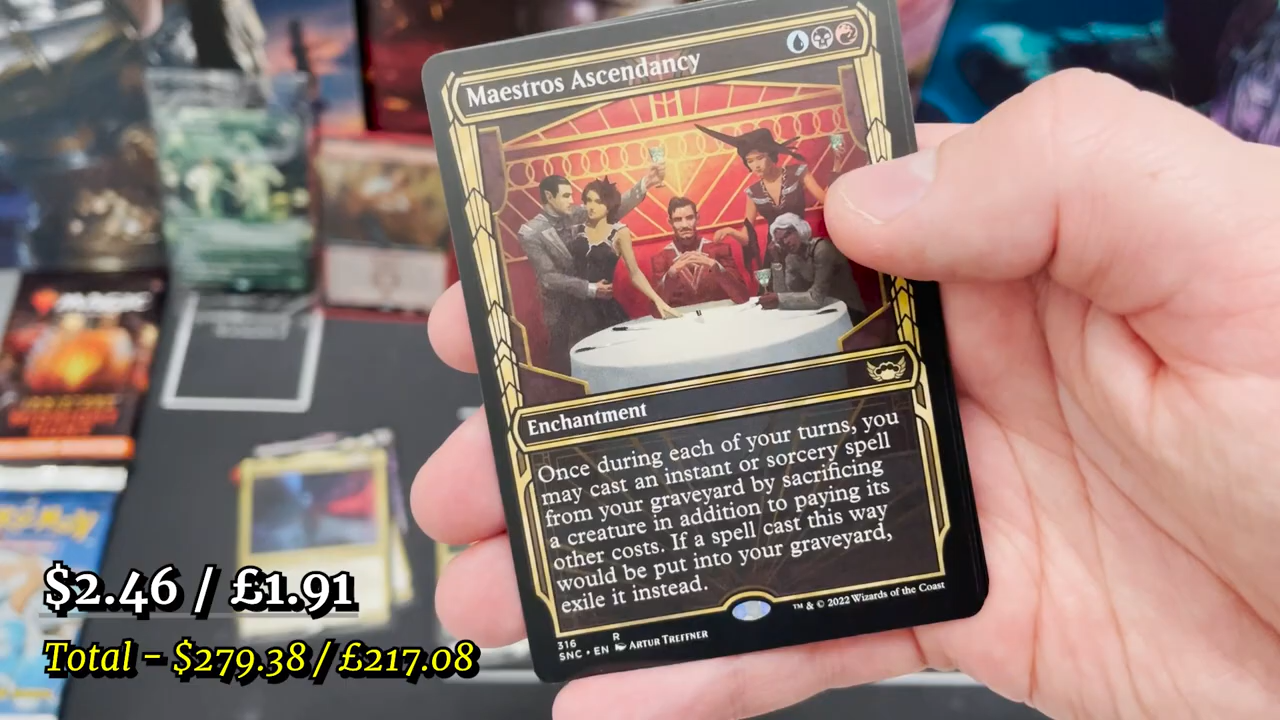 Maestros Ascendancy
Enchantment
Once during each of your turns, you
may cast an instant or sorcery spell
from your graveyard by sacrificing
a creature in addition to paying its
other costs. If a spell cast this way
would be put into your graveyard,
exile it instead.
316 R
SNC • EN ARTUR TREFFNER
™ & © 2022 Wizards of the Coast
MAGIC
$2.46 / £1.91
Total - $279.38 / £217.08